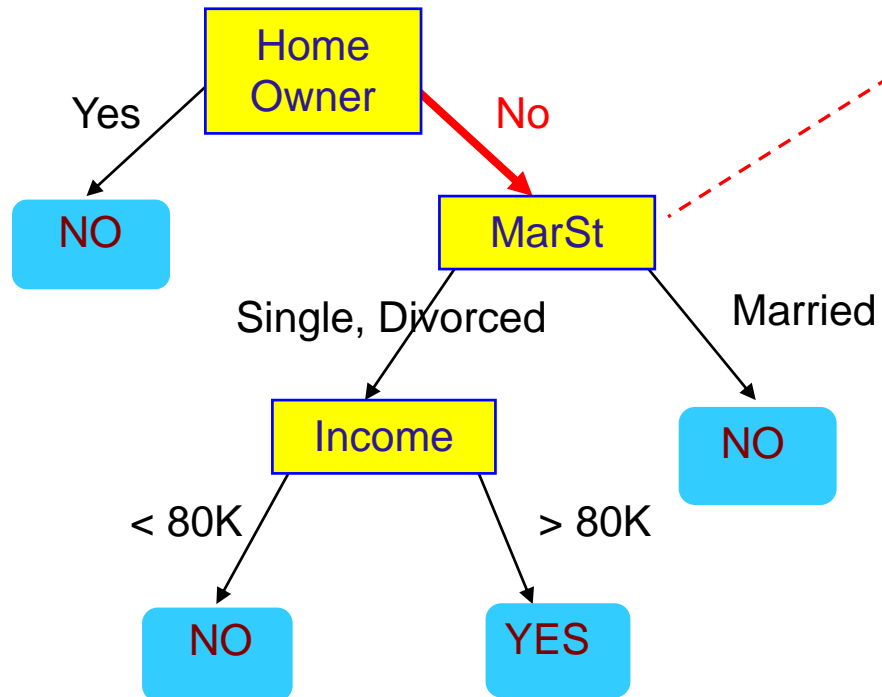 Home
Owner
Yes
No
NO
MarSt
Single, Divorced
Married
Income
NO
< 80K
> 80K
NO
YES